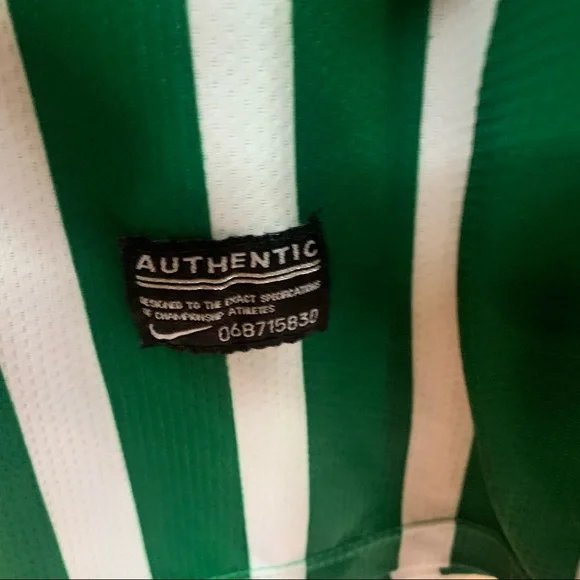 AUTHENTIC
DESIGNED TO THE EXACT SPECIFICATIONS
OF CHAMPIONSHIP ATHLETES
068715830